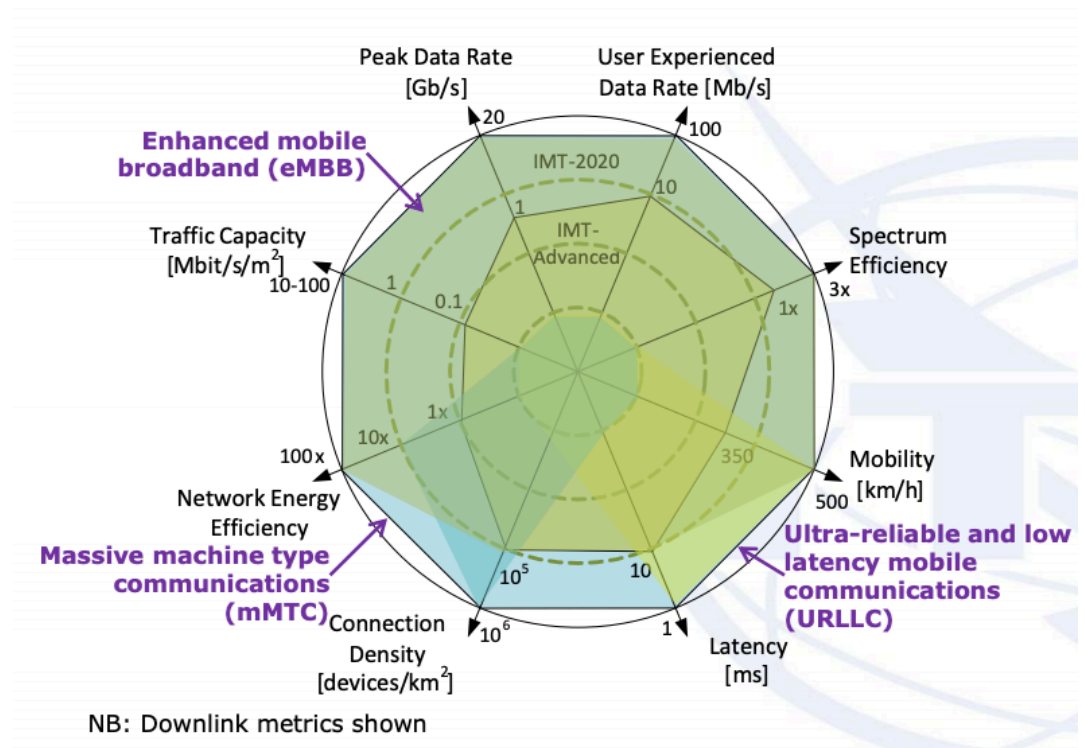 Peak Data Rate
[Gb/s]
User Experienced
Data Rate [Mb/s]
20
100
Enhanced mobile
broadband (eMBB)
IMT-2020
10
1
IMT-
Advanced
Traffic Capacity
[Mbit/s/m²]
10-100
1
0.1
Spectrum
Efficiency
3x
1x
1x
10x
100x
350
Mobility
[km/h]
500
Network Energy
Efficiency
Massive machine type
communications
(mMTC)
Ultra-reliable and low
latency mobile
communications
(URLLC)
10⁵
10
Connection
Density
[devices/km²]
10⁶
1
Latency
[ms]
NB: Downlink metrics shown